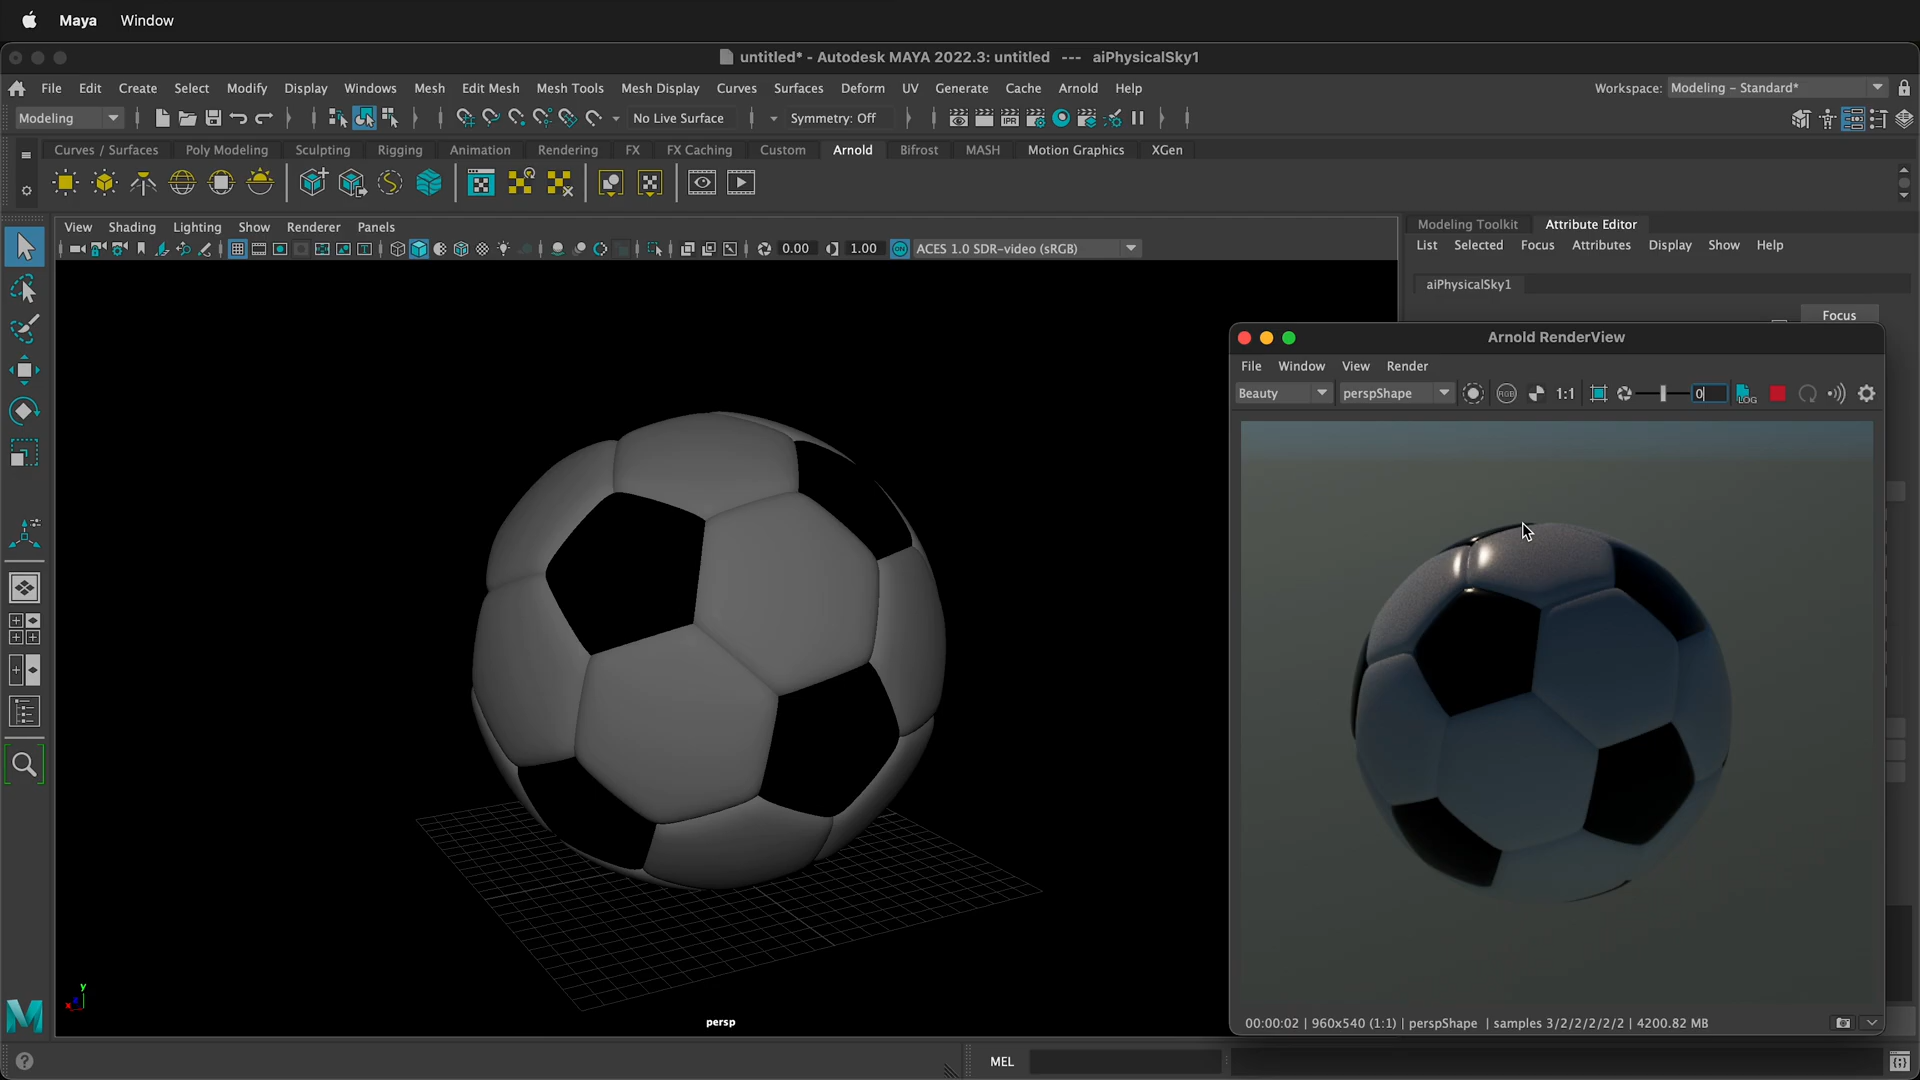 Maya Window
untitled* - Autodesk MAYA 2022.3: untitled --- aiPhysicalSky1
File Edit Create Select Modify Display Windows Mesh Edit Mesh Mesh Tools Mesh Display Curves Surfaces Deform UV Generate Cache Arnold Help Workspace: Modeling - Standard*
Modeling No Live Surface Symmetry: Off IPR
Curves / Surfaces Poly Modeling Sculpting Rigging Animation Rendering FX FX Caching Custom Arnold Bifrost MASH Motion Graphics XGen
View Shading Lighting Show Renderer Panels
0.00 1.00 ON ACES 1.0 SDR-video (sRGB)
Modeling Toolkit Attribute Editor
List Selected Focus Attributes Display Show Help
aiPhysicalSky1
Focus
Arnold RenderView
File Window View Render
Beauty perspShape RGB 1:1 0 LOG
00:00:02 | 960x540 (1:1) | perspShape | samples 3/2/2/2/2/2 | 4200.82 MB
y
x z
persp
M
MEL